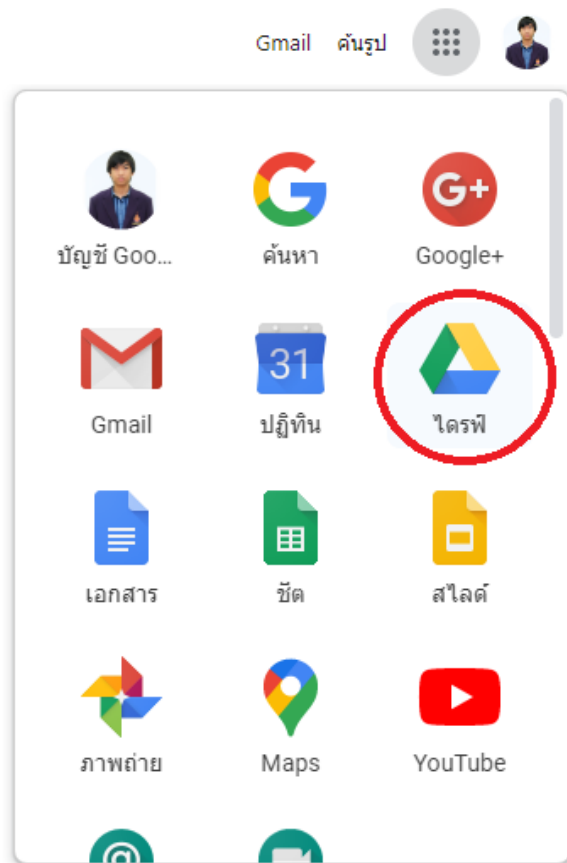 Gmail ค้นรูป
บัญชี Goo... ค้นหา Google+
G+
31
Gmail ปฏิทิน ไดรฟ์
เอกสาร ชีต สไลด์
ภาพถ่าย Maps YouTube
@